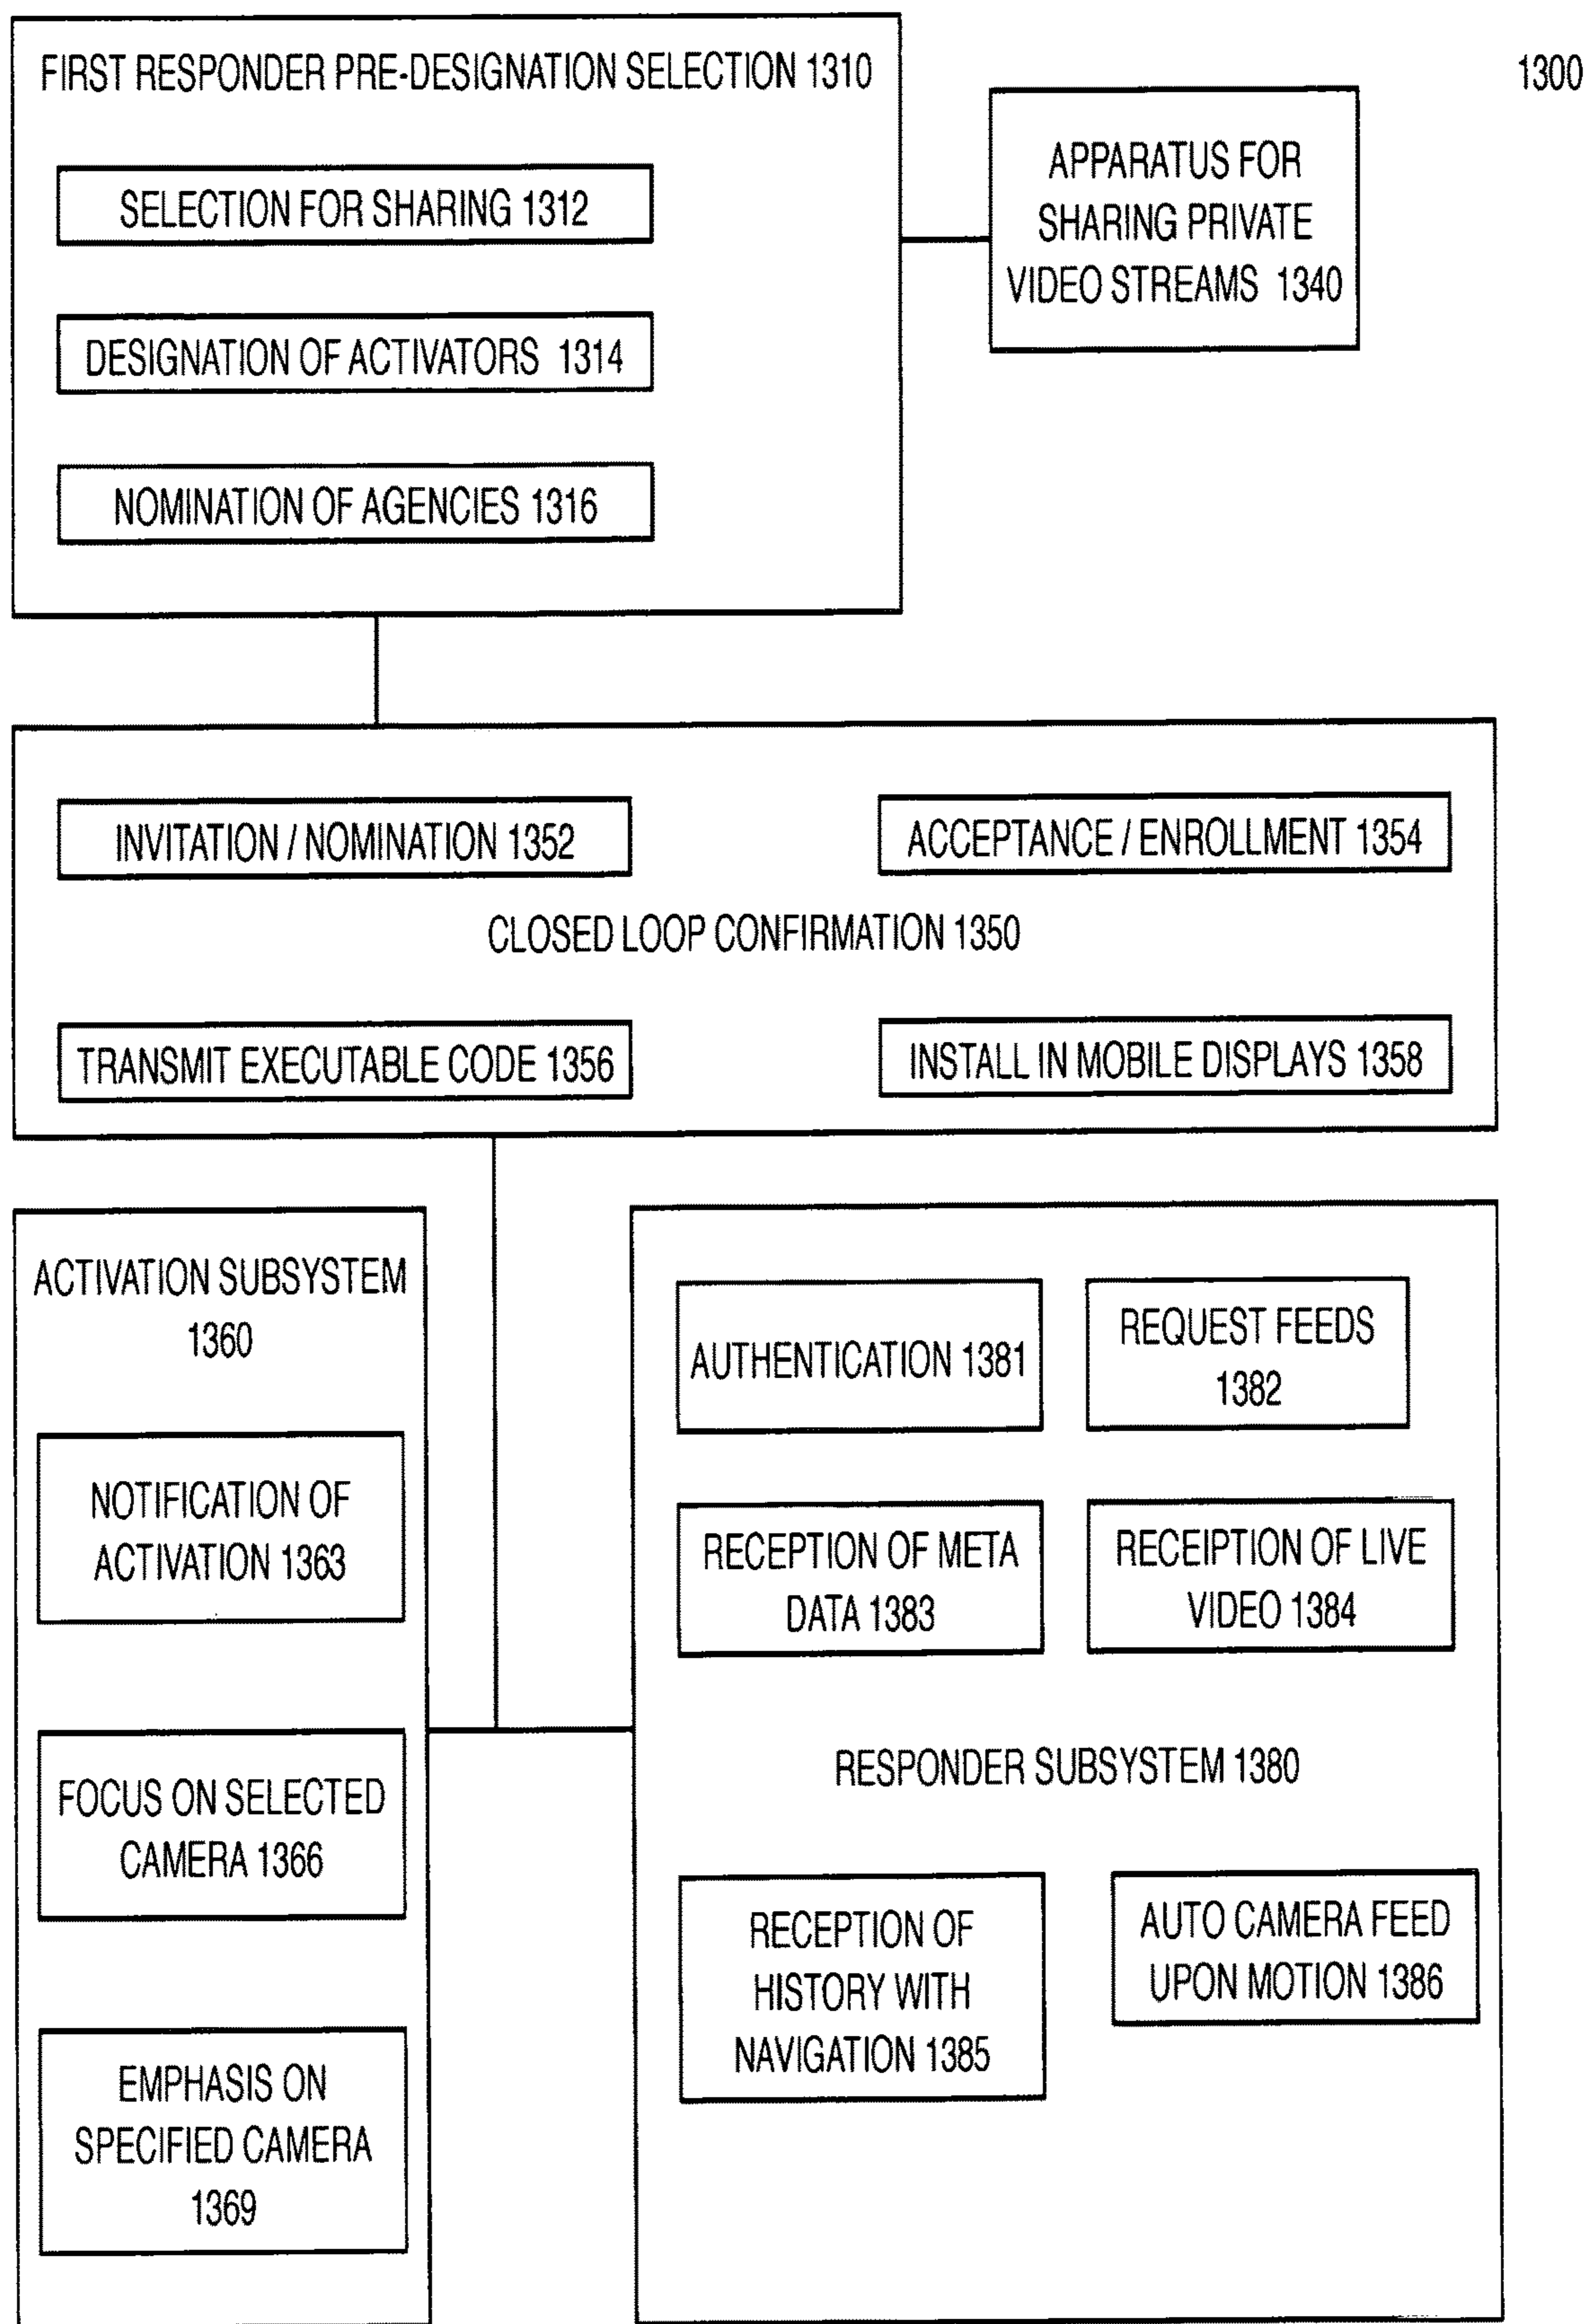 FIRST RESPONDER PRE-DESIGNATION SELECTION 1310
1300
SELECTION FOR SHARING 1312
DESIGNATION OF ACTIVATORS 1314
NOMINATION OF AGENCIES 1316
APPARATUS FOR
SHARING PRIVATE
VIDEO STREAMS 1340
INVITATION / NOMINATION 1352
ACCEPTANCE / ENROLLMENT 1354
CLOSED LOOP CONFIRMATION 1350
TRANSMIT EXECUTABLE CODE 1356
INSTALL IN MOBILE DISPLAYS 1358
ACTIVATION SUBSYSTEM
1360
NOTIFICATION OF
ACTIVATION 1363
FOCUS ON SELECTED
CAMERA 1366
EMPHASIS ON
SPECIFIED CAMERA
1369
AUTHENTICATION 1381
REQUEST FEEDS
1382
RECEPTION OF META
DATA 1383
RECEIPTION OF LIVE
VIDEO 1384
RESPONDER SUBSYSTEM 1380
RECEPTION OF
HISTORY WITH
NAVIGATION 1385
AUTO CAMERA FEED
UPON MOTION 1386